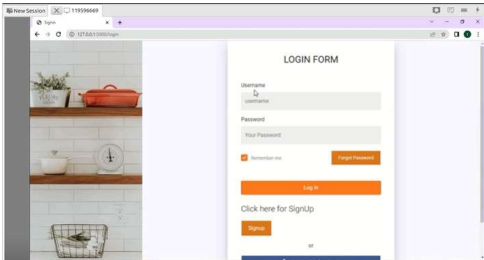 New Session
119596669
Signin
127.0.0.1:5000/login
LOGIN FORM
Username
username
Password
Your Password
Remember me
Forgot Password
Log In
Click here for SignUp
Signup
or